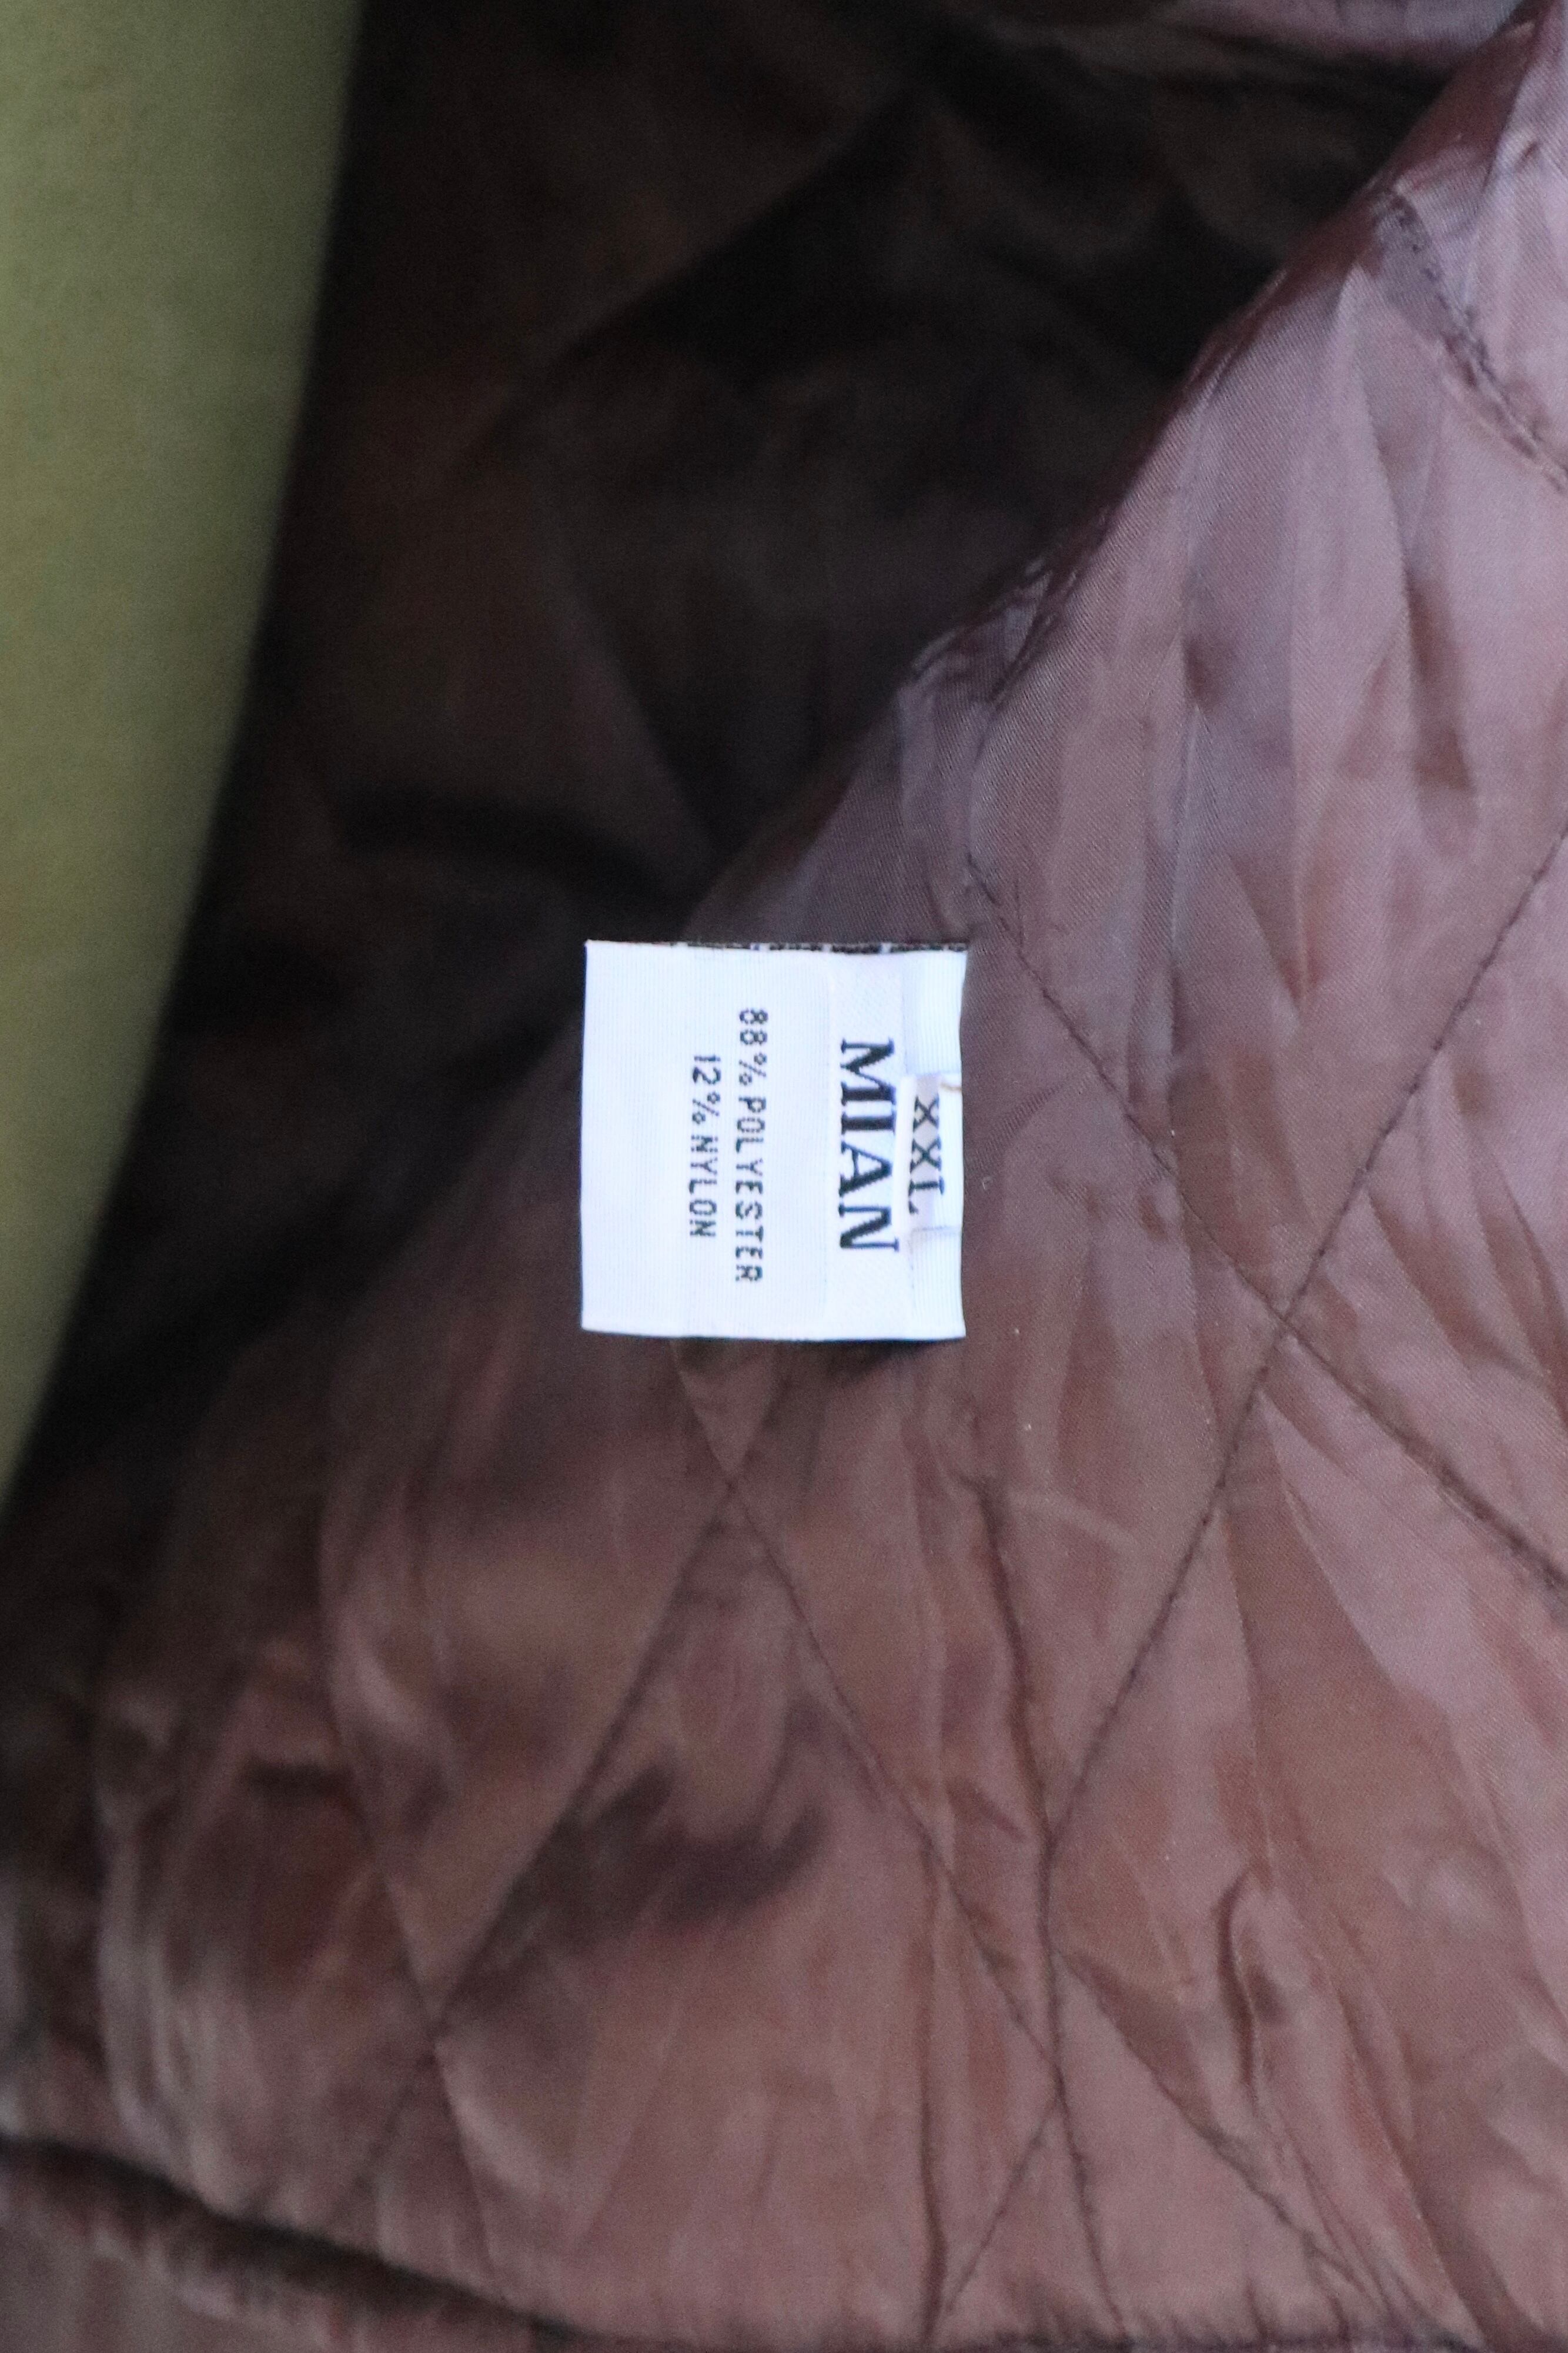 XXL
MIAN
88% POLYESTER
12% NYLON